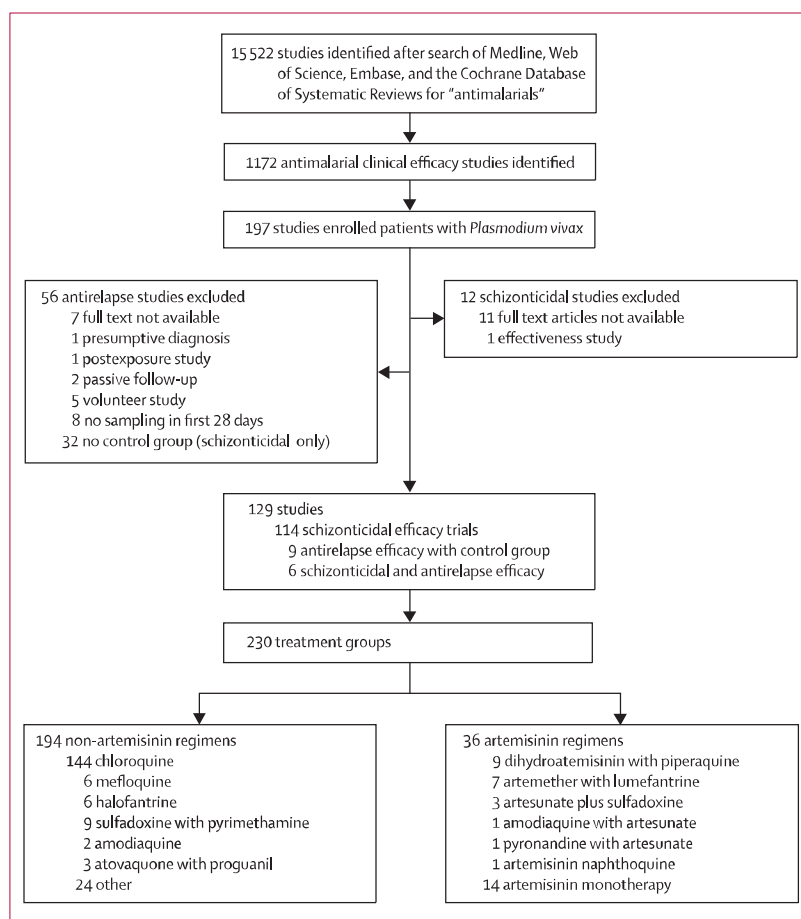 15 522 studies identified after search of Medline, Web
of Science, Embase, and the Cochrane Database
of Systematic Reviews for “antimalarials”
1172 antimalarial clinical efficacy studies identified
197 studies enrolled patients with Plasmodium vivax
56 antirelapse studies excluded
7 full text not available
1 presumptive diagnosis
1 postexposure study
2 passive follow-up
5 volunteer study
8 no sampling in first 28 days
32 no control group (schizonticidal only)
12 schizonticidal studies excluded
11 full text articles not available
1 effectiveness study
129 studies
114 schizonticidal efficacy trials
9 antirelapse efficacy with control group
6 schizonticidal and antirelapse efficacy
230 treatment groups
194 non-artemisinin regimens
144 chloroquine
6 mefloquine
6 halofantrine
9 sulfadoxine with pyrimethamine
2 amodiaquine
3 atovaquone with proguanil
24 other
36 artemisinin regimens
9 dihydroatemisinin with piperaquine
7 artemether with lumefantrine
3 artesunate plus sulfadoxine
1 amodiaquine with artesunate
1 pyronandine with artesunate
1 artemisinin naphthoquine
14 artemisinin monotherapy